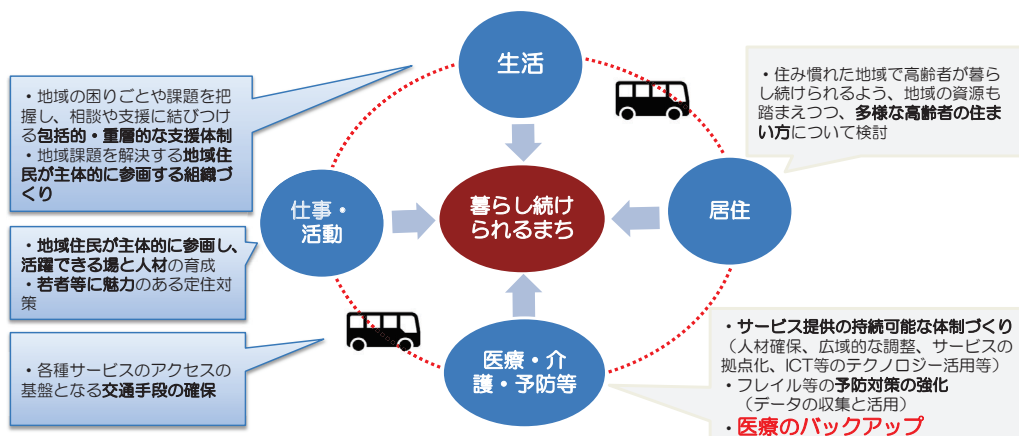 生活
・地域の困りごとや課題を把
握し、相談や支援に結びつけ
る包括的・重層的な支援体制
・地域課題を解決する地域住
民が主体的に参画する組織づ
くり
・住み慣れた地域で高齢者が暮ら
し続けられるよう、地域の資源も
踏まえつつ、多様な高齢者の住ま
い方について検討
仕事・
活動
暮らし続け
られるまち
居住
・地域住民が主体的に参画し、
活躍できる場と人材の育成
・若者等に魅力のある定住対
策
・各種サービスのアクセスの
基盤となる交通手段の確保
医療・介
護・予防等
・サービス提供の持続可能な体制づくり
（人材確保、広域的な調整、サービスの
拠点化、ICT等のテクノロジー活用等）
・フレイル等の予防対策の強化
（データの収集と活用）
・医療のバックアップ